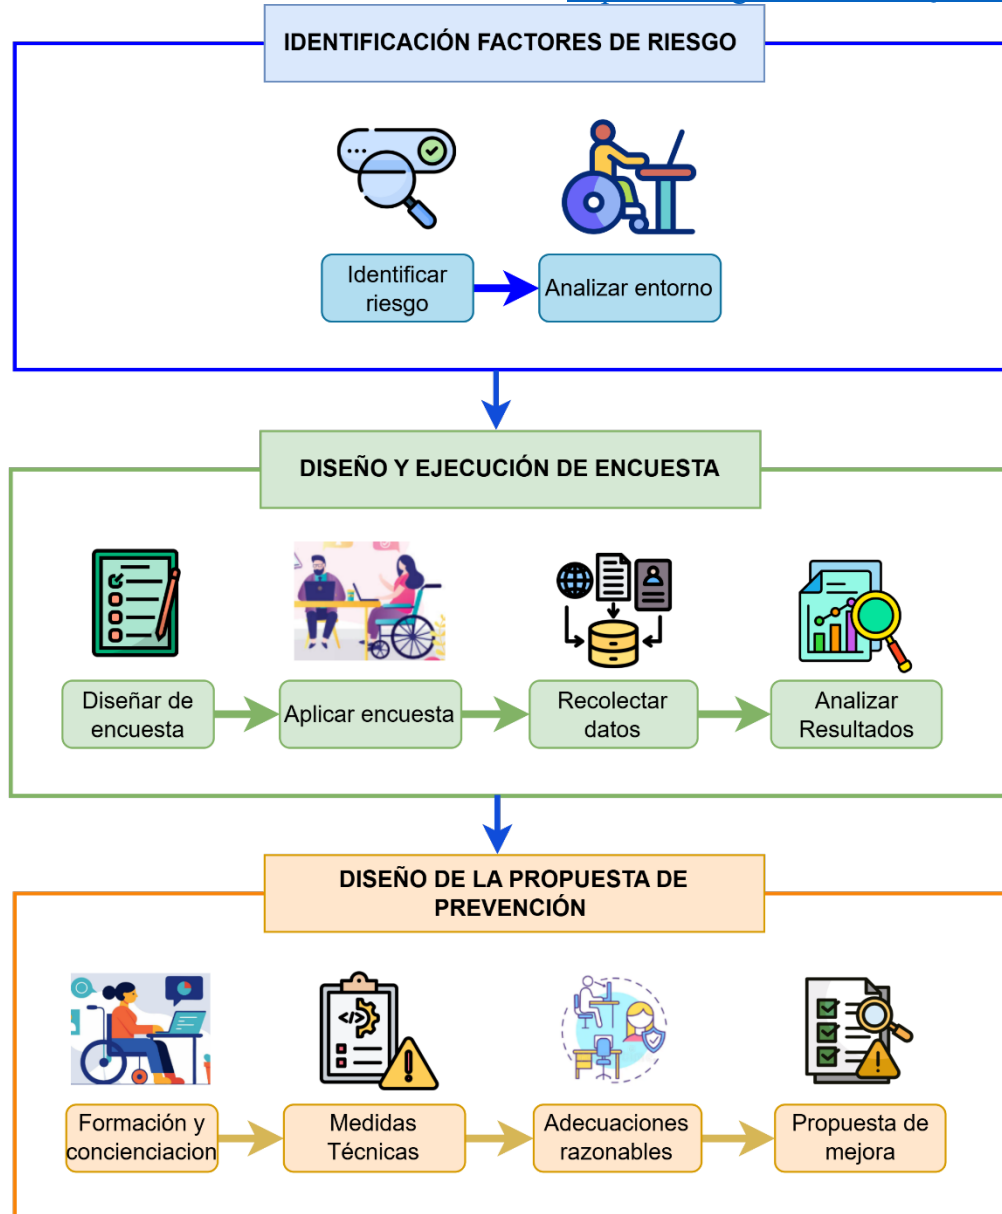 IDENTIFICACIÓN FACTORES DE RIESGO
Identificar
riesgo
Analizar entorno
DISEÑO Y EJECUCIÓN DE ENCUESTA
Diseñar de
encuesta
Aplicar encuesta
Recolectar
datos
Analizar
Resultados
DISEÑO DE LA PROPUESTA DE
PREVENCIÓN
Formación y
concienciacion
Medidas
Técnicas
Adecuaciones
razonables
Propuesta de
mejora